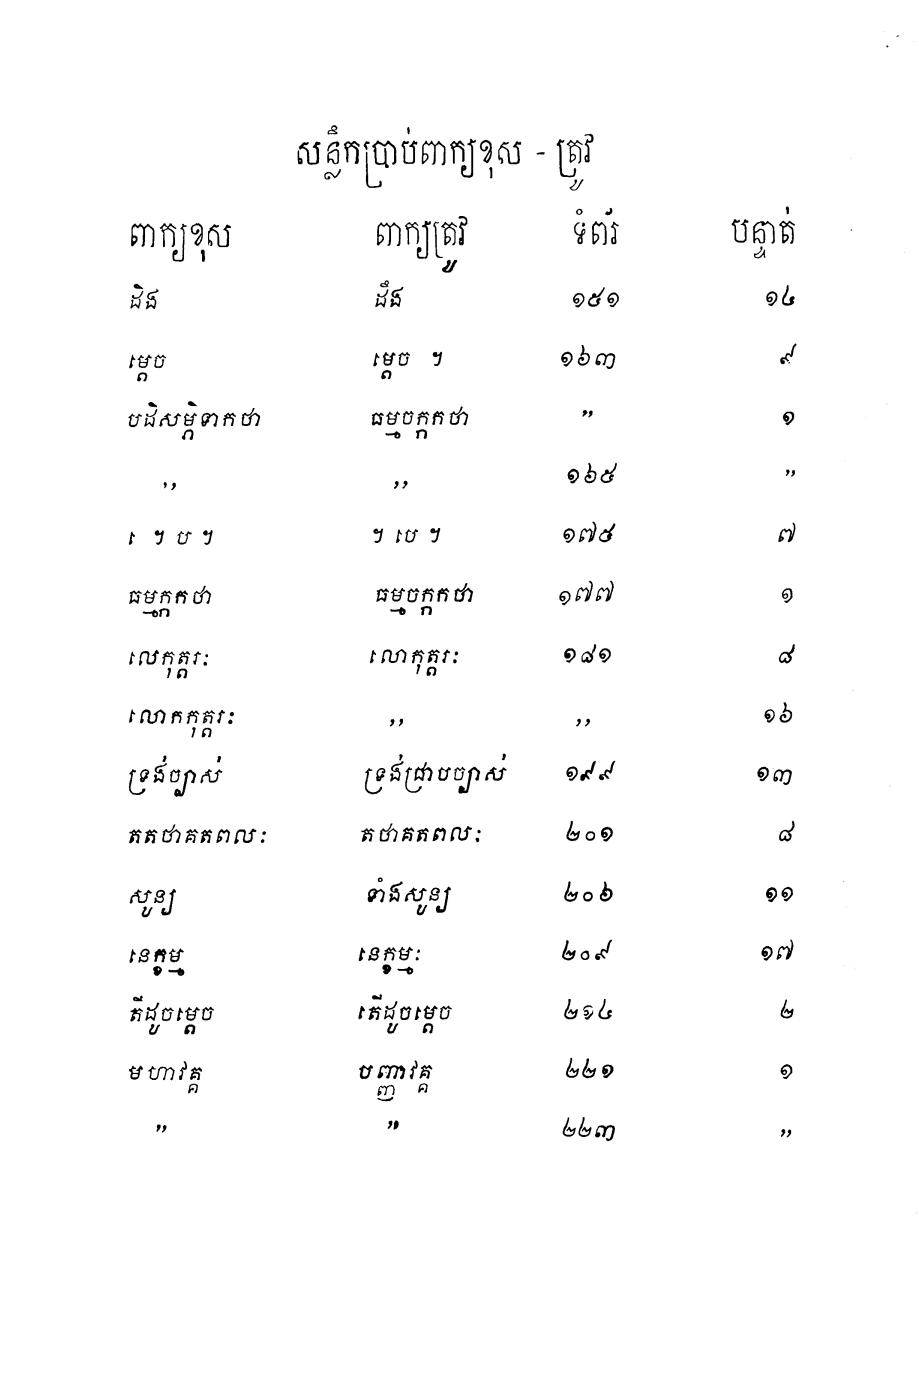 សន្លឹកប្រាប់ពាក្យខុស - ត្រូវ
ពាក្យខុស ពាក្យត្រូវ ទំព័រ បន្ទាត់
ដិង ដឹង ១៥១ ១៤
ម្តេច ម្តេច ។ ១៦៣ ៩
បដិសម្ភិទាកថា ធម្មចក្កកថា ” ១
,, ,, ១៦៥ ”
េ ។ ប ។ ។ បេ ។ ១៧៥ ៧
ធម្មក្កកថា ធម្មចក្កកថា ១៧៧ ១
លេកុត្តរៈ លោកុត្តរៈ ១៨១ ៨
លោកកុត្តរៈ ,, ,, ១៦
ទ្រង់ច្បាស់ ទ្រង់ជ្រាបច្បាស់ ១៩៩ ១៣
តតថាគតពលៈ តថាគតពលៈ ២០១ ៨
សូន្យ ទាំងសូន្យ ២០៦ ១១
នេក្ខម្ម នេក្ខម្មៈ ២០៩ ១៧
តីដូចម្តេច តើដូចម្តេច ២១៤ ២
មហាវគ្គ បញ្ញាវគ្គ ២២១ ១
” ” ២២៣ ”